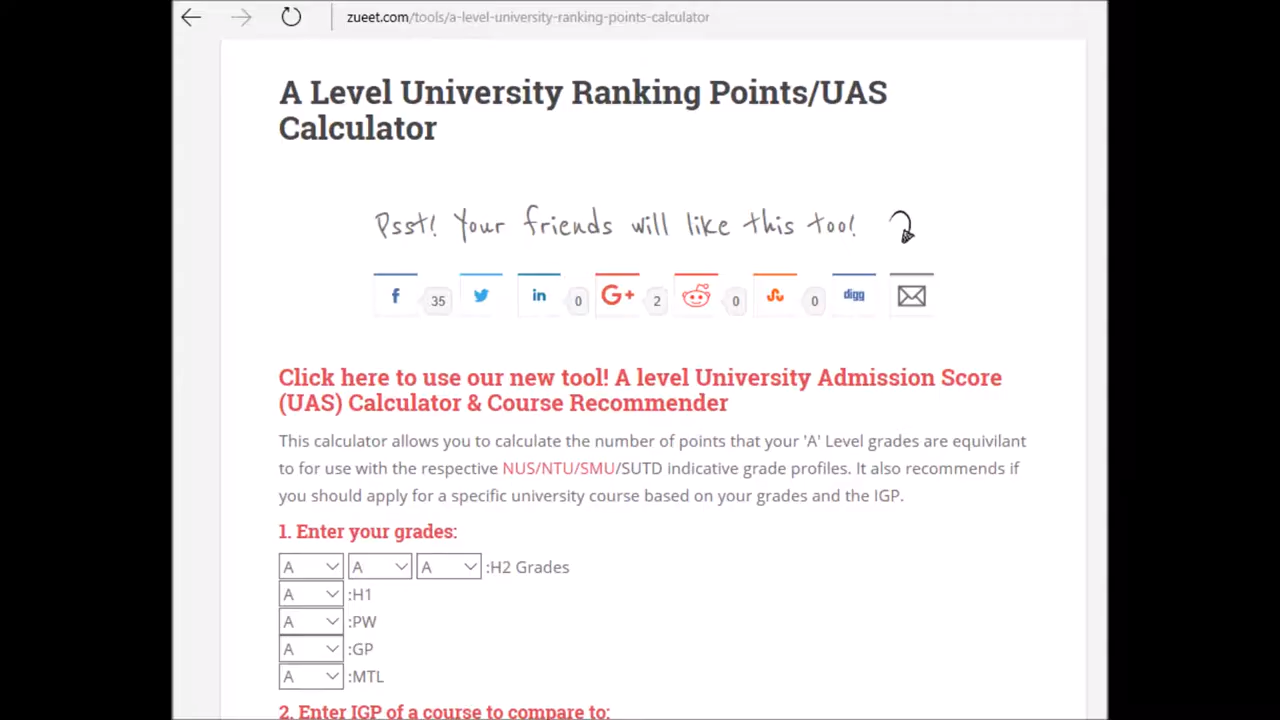 zueet.com/tools/a-level-university-ranking-points-calculator
A Level University Ranking Points/UAS
Calculator
Psst! Your friends will like this too!
f 35 in 0 G+ 2 0 0 digg
Click here to use our new tool! A level University Admission Score
(UAS) Calculator & Course Recommender
This calculator allows you to calculate the number of points that your 'A' Level grades are equivilant
to for use with the respective NUS/NTU/SMU/SUTD indicative grade profiles. It also recommends if
you should apply for a specific university course based on your grades and the IGP.
1. Enter your grades:
A A A :H2 Grades
A :H1
A :PW
A :GP
A :MTL
2. Enter IGP of a course to compare to: